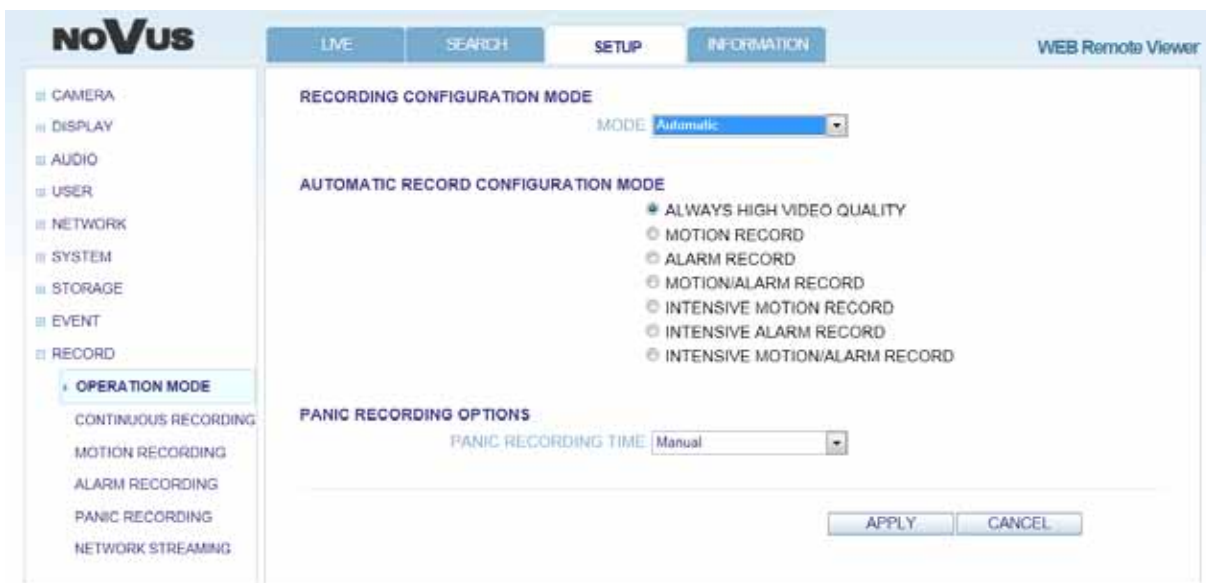 NOVUS
LIVE
SEARCH
SETUP
INFORMATION
WEB Remote Viewer
CAMERA
DISPLAY
AUDIO
USER
NETWORK
SYSTEM
STORAGE
EVENT
RECORD
OPERATION MODE
CONTINUOUS RECORDING
MOTION RECORDING
ALARM RECORDING
PANIC RECORDING
NETWORK STREAMING
RECORDING CONFIGURATION MODE
MODE Automatic
AUTOMATIC RECORD CONFIGURATION MODE
ALWAYS HIGH VIDEO QUALITY
MOTION RECORD
ALARM RECORD
MOTION/ALARM RECORD
INTENSIVE MOTION RECORD
INTENSIVE ALARM RECORD
INTENSIVE MOTION/ALARM RECORD
PANIC RECORDING OPTIONS
PANIC RECORDING TIME Manual
APPLY
CANCEL